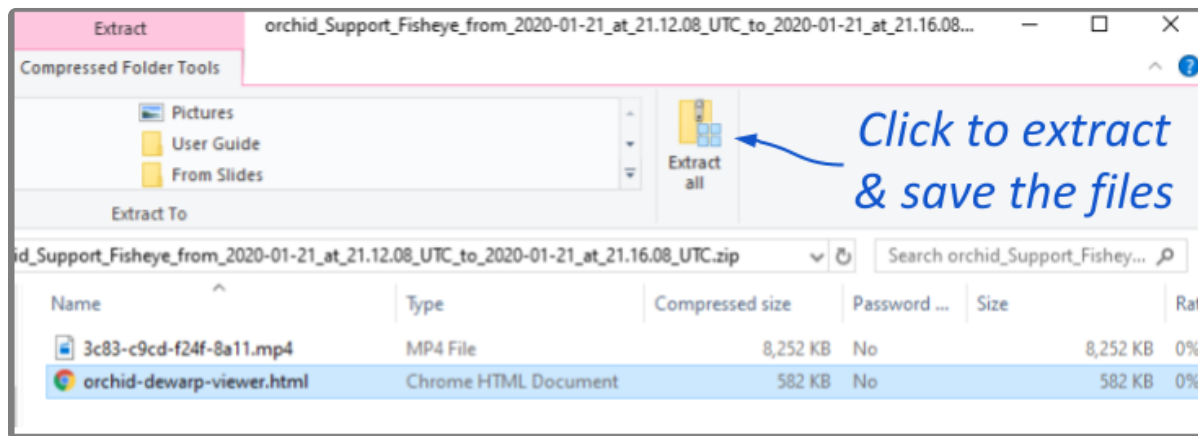 Extract
orchid_Support_Fisheye_from_2020-01-21_at_21.12.08_UTC_to_2020-01-21_at_21.16.08...
Compressed Folder Tools
?
Pictures
User Guide
From Slides
Extract To
Extract
all
Click to extract
& save the files
id_Support_Fisheye_from_2020-01-21_at_21.12.08_UTC_to_2020-01-21_at_21.16.08_UTC.zip
Search orchid_Support_Fishey...
Name Type Compressed size Password ... Size Rat
3c83-c9cd-f24f-8a11.mp4 MP4 File 8,252 KB No 8,252 KB 0%
orchid-dewarp-viewer.html Chrome HTML Document 582 KB No 582 KB 0%